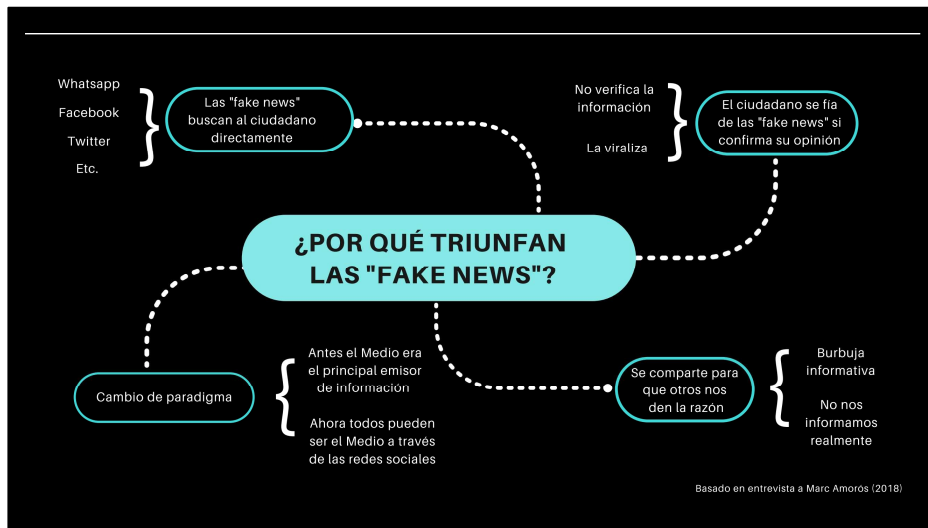 Whatsapp
Facebook
Twitter
Etc.
Las "fake news"
buscan al ciudadano
directamente
No verifica la
información
La viraliza
El ciudadano se fía
de las "fake news" si
confirma su opinión
¿POR QUÉ TRIUNFAN
LAS "FAKE NEWS"?
Cambio de paradigma
Antes el Medio era
el principal emisor
de información
Ahora todos pueden
ser el Medio a través
de las redes sociales
Se comparte para
que otros nos
den la razón
Burbuja
informativa
No nos
informamos
realmente
Basado en entrevista a Marc Amorós (2018)